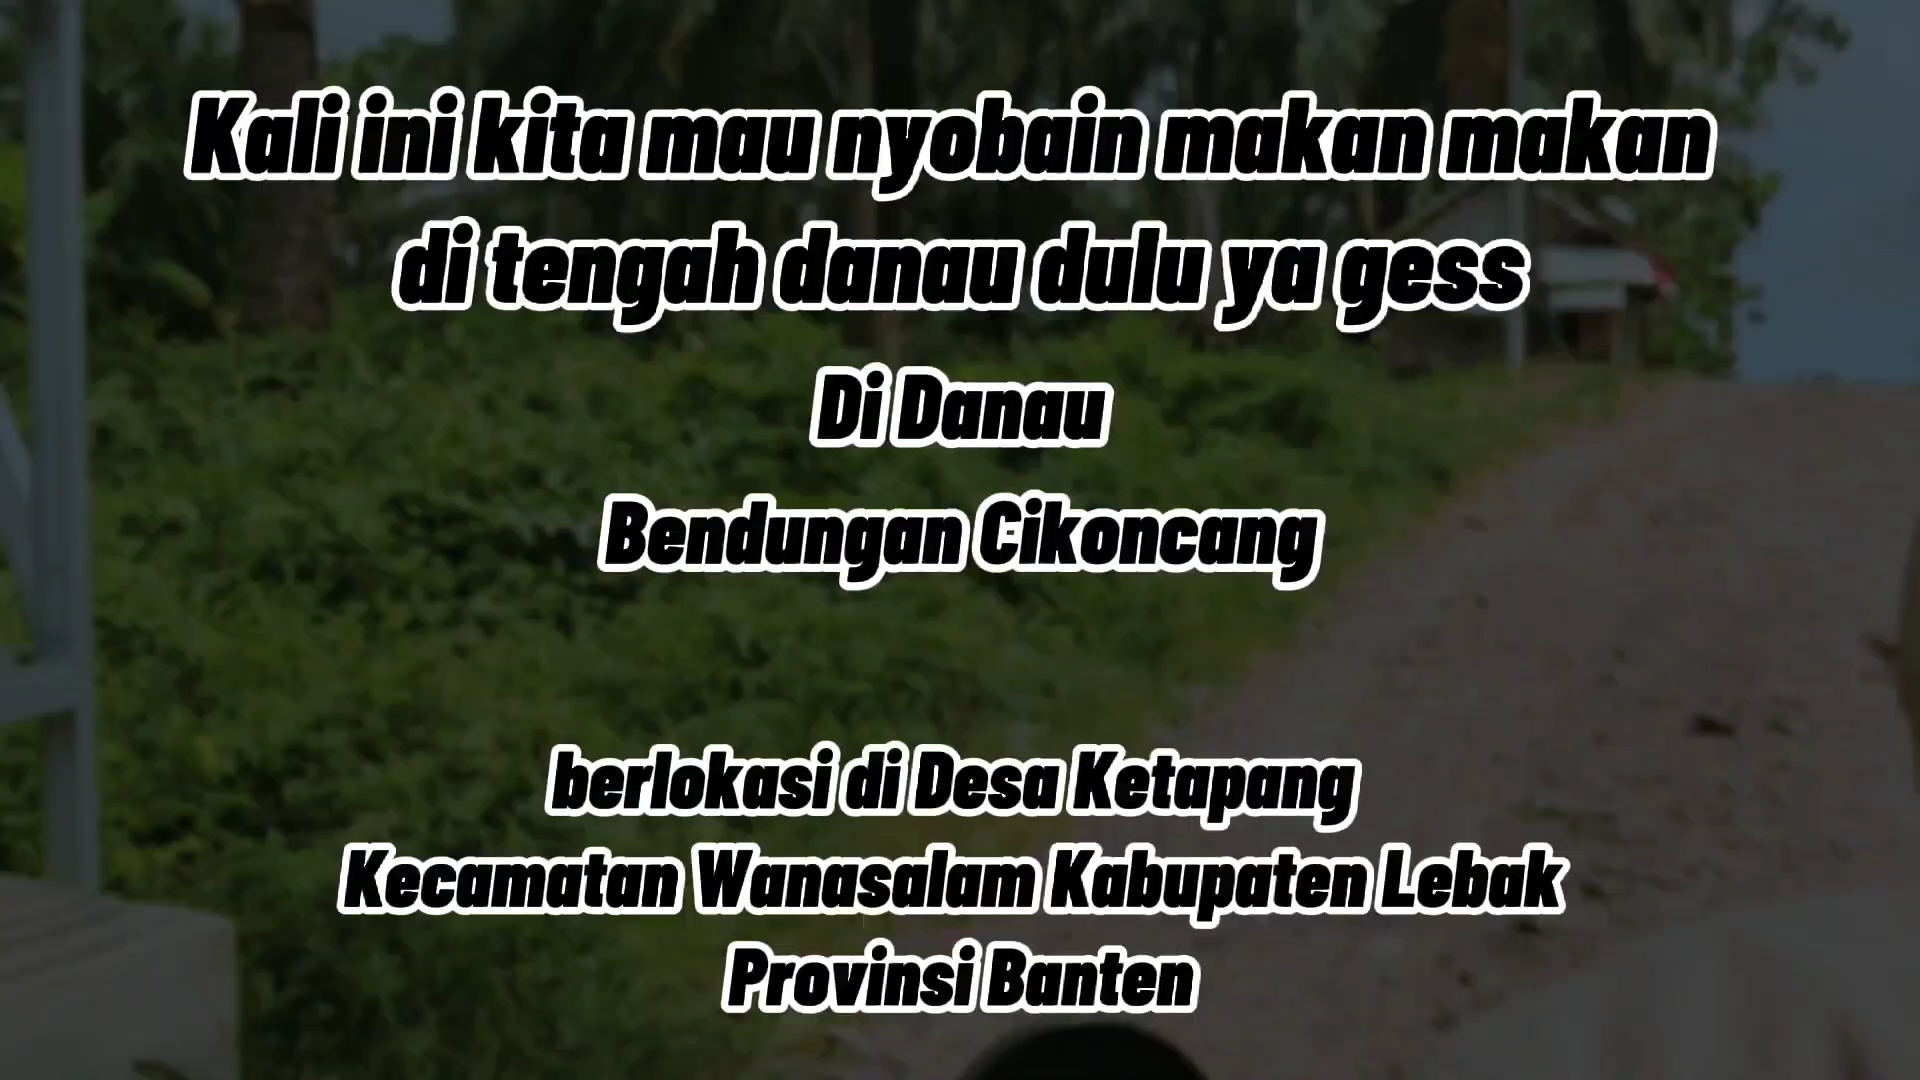 Kali ini kita mau nyobain makan makan
di tengah danau dulu ya gess
Di Danau
Bendungan Cikoncang
berlokasi di Desa Ketapang
Kecamatan Wanasalam Kabupaten Lebak
Provinsi Banten